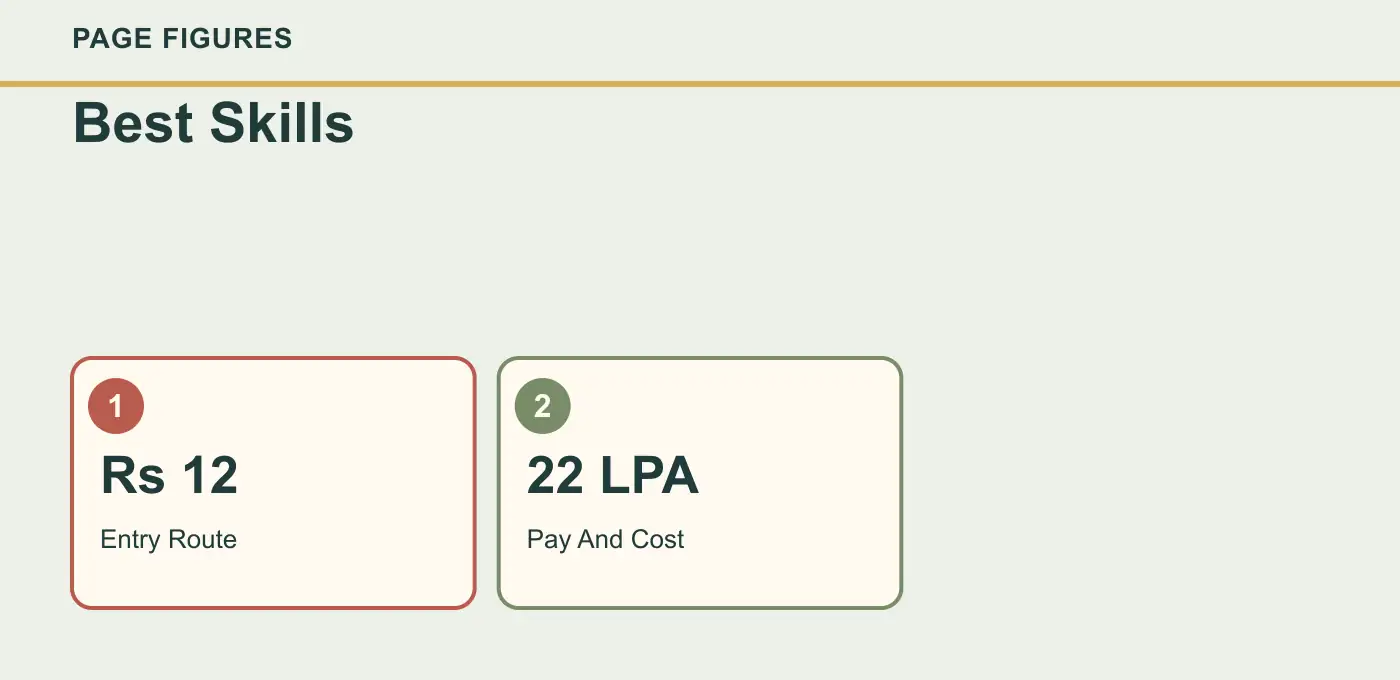 PAGE FIGURES
Best Skills
1
Rs 12
Entry Route
2
22 LPA
Pay And Cost